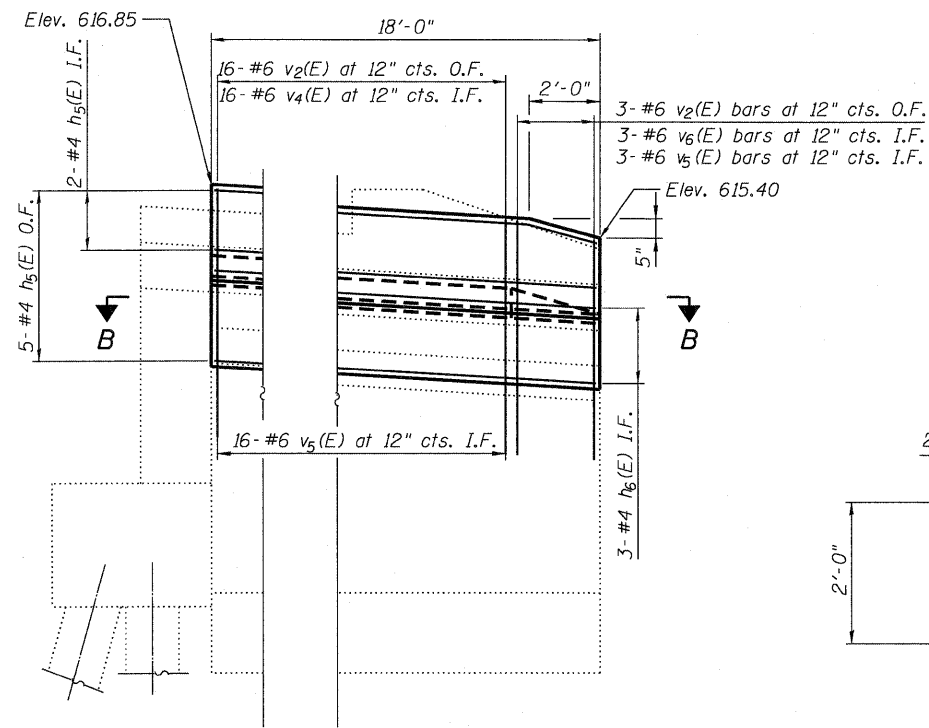 Elev. 616.85
18'-0"
16- #6 v2(E) at 12" cts. O.F.
16- #6 v4(E) at 12" cts. I.F.
2'-0"
3- #6 v2(E) bars at 12" cts. O.F.
3- #6 v6(E) bars at 12" cts. I.F.
3- #6 v5(E) bars at 12" cts. I.F.
2- #4 h5(E) I.F.
Elev. 615.40
5"
5- #4 h5(E) O.F.
B
B
16- #6 v5(E) at 12" cts. I.F.
3- #4 h6(E) I.F.
2
2'-0"